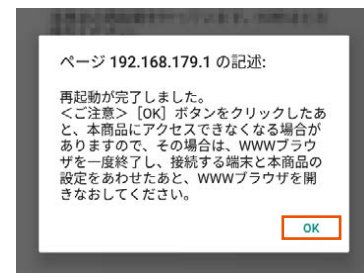 ページ 192.168.179.1 の記述:
再起動が完了しました。
＜ご注意＞［OK］ボタンをクリックしたあ
と、本商品にアクセスできなくなる場合が
ありますので、その場合は、WWWブラウ
ザを一度終了し、接続する端末と本商品の
設定をあわせたあと、WWWブラウザを開
きなおしてください。
OK